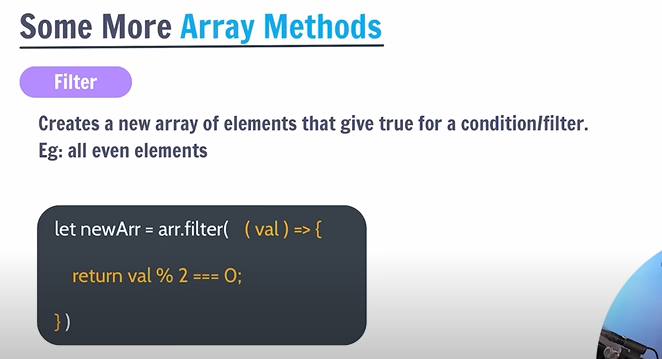 Some More Array Methods
Filter
Creates a new array of elements that give true for a condition/filter.
Eg: all even elements
let newArr = arr.filter( ( val ) => {
return val % 2 === 0;
} )